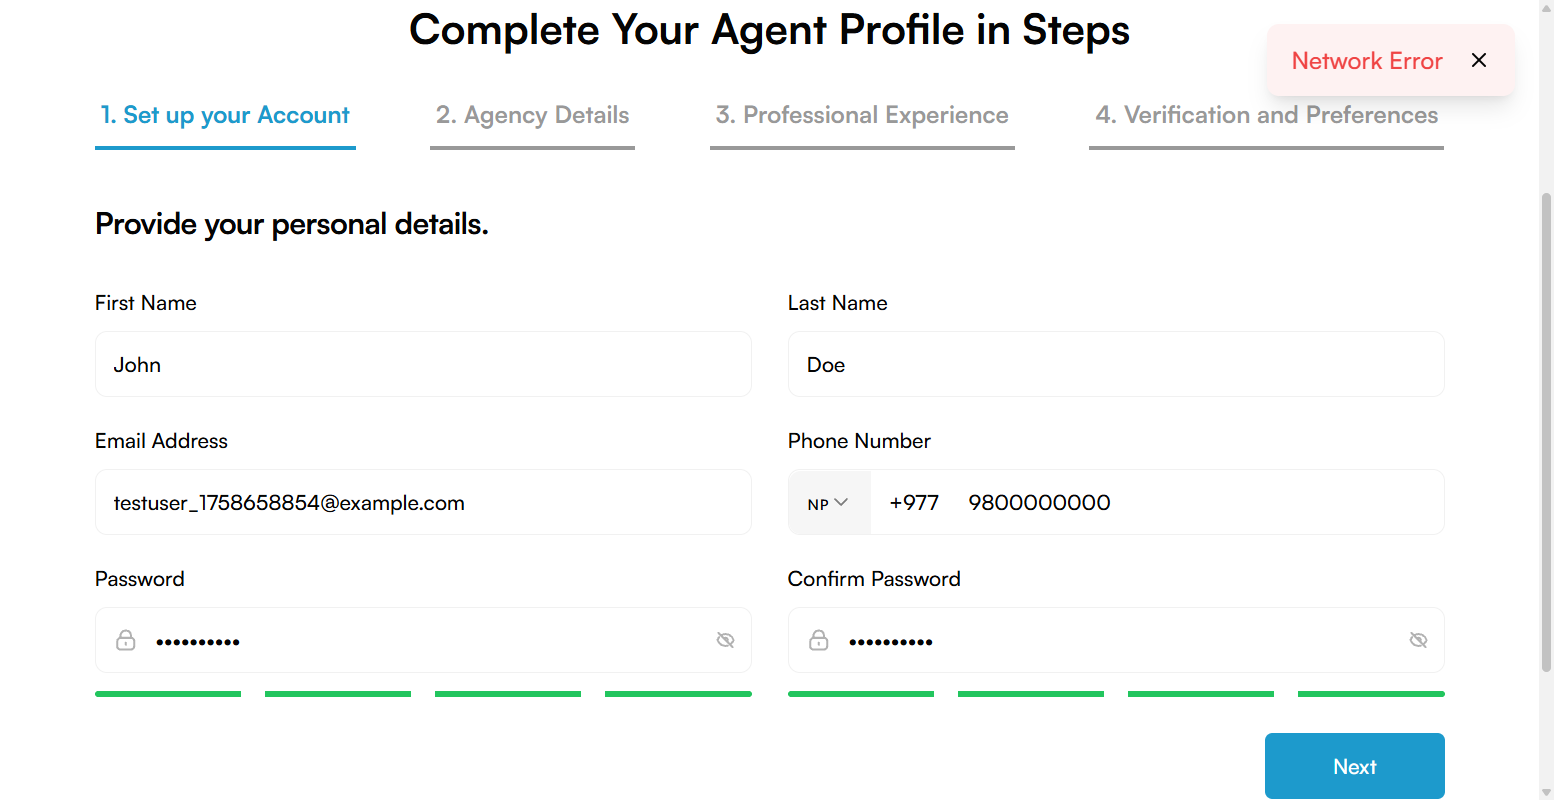 Complete Your Agent Profile in Steps
Network Error
1. Set up your Account
2. Agency Details
3. Professional Experience
4. Verification and Preferences
Provide your personal details.
First Name
Last Name
John
Doe
Email Address
Phone Number
testuser_1758658854@example.com
NP +977 9800000000
Password
Confirm Password
••••••••••
••••••••••
Next